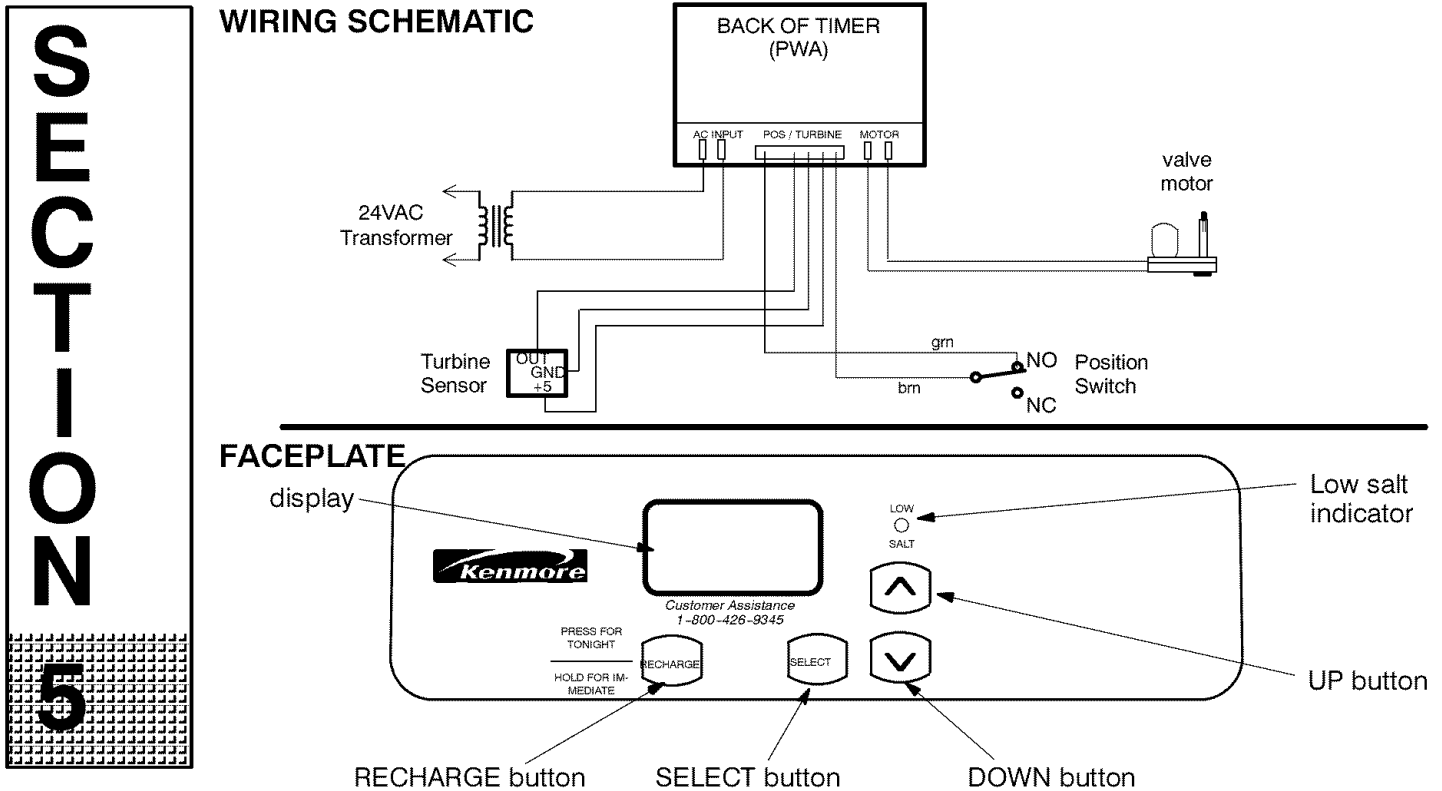 SECTION 5
WIRING SCHEMATIC
BACK OF TIMER
(PWA)
AC INPUT
POS / TURBINE
MOTOR
valve
motor
24VAC
Transformer
Turbine
Sensor
OUT
GND
+5
grn
brn
NO
NC
Position
Switch
FACEPLATE
display
Low salt
indicator
LOW
SALT
Kenmore
Customer Assistance
1-800-426-9345
PRESS FOR
TONIGHT
HOLD FOR IM-
MEDIATE
RECHARGE
SELECT
UP button
RECHARGE button
SELECT button
DOWN button